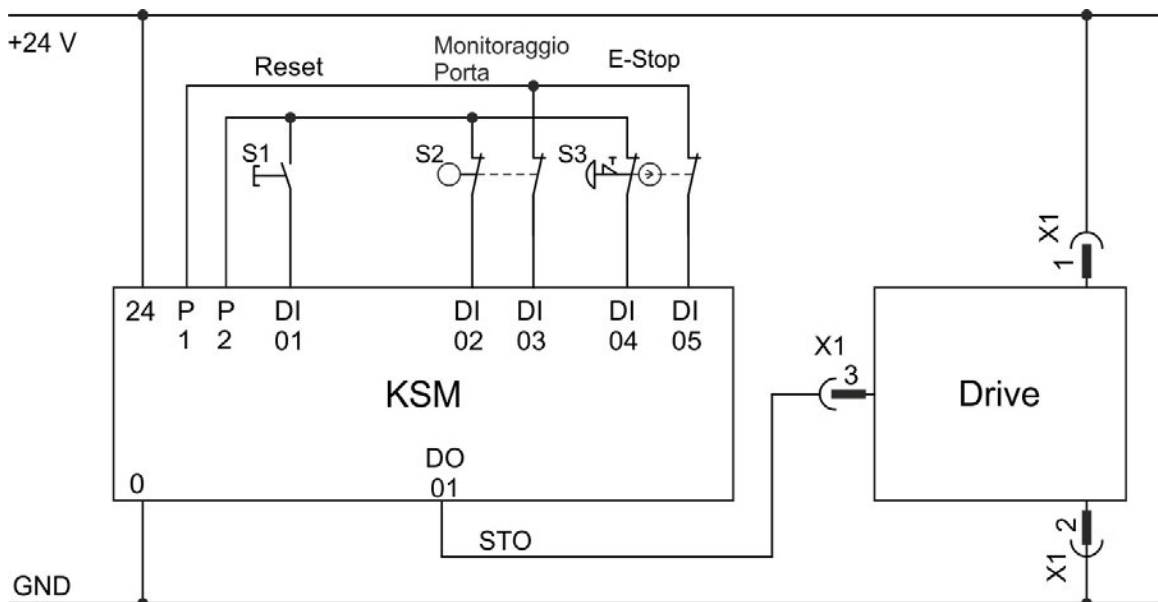 +24 V
Reset
Monitoraggio
Porta
E-Stop
S1
S2
S3
X1
1
24 P P DI DI DI DI DI
1 2 01 02 03 04 05
X1
3
KSM
Drive
0
DO
01
STO
2
X1
GND